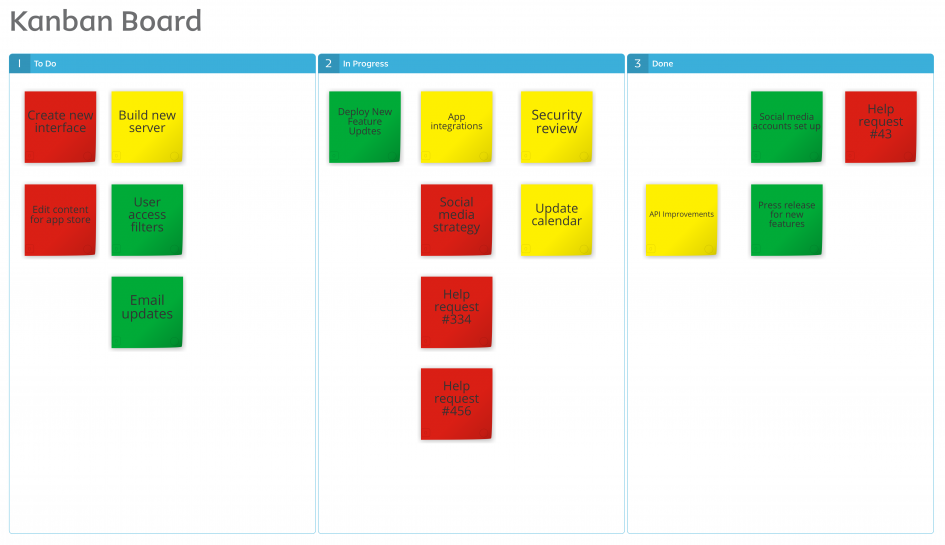 Kanban Board
1 To Do
Create new
interface
Build new
server
Edit content
for app store
User
access
filters
Email
updates
2 In Progress
Deploy New
Feature
Updtes
App
integrations
Security
review
Social
media
strategy
Update
calendar
Help
request
#334
Help
request
#456
3 Done
Social media
accounts set up
Help
request
#43
API Improvements
Press release
for new
features